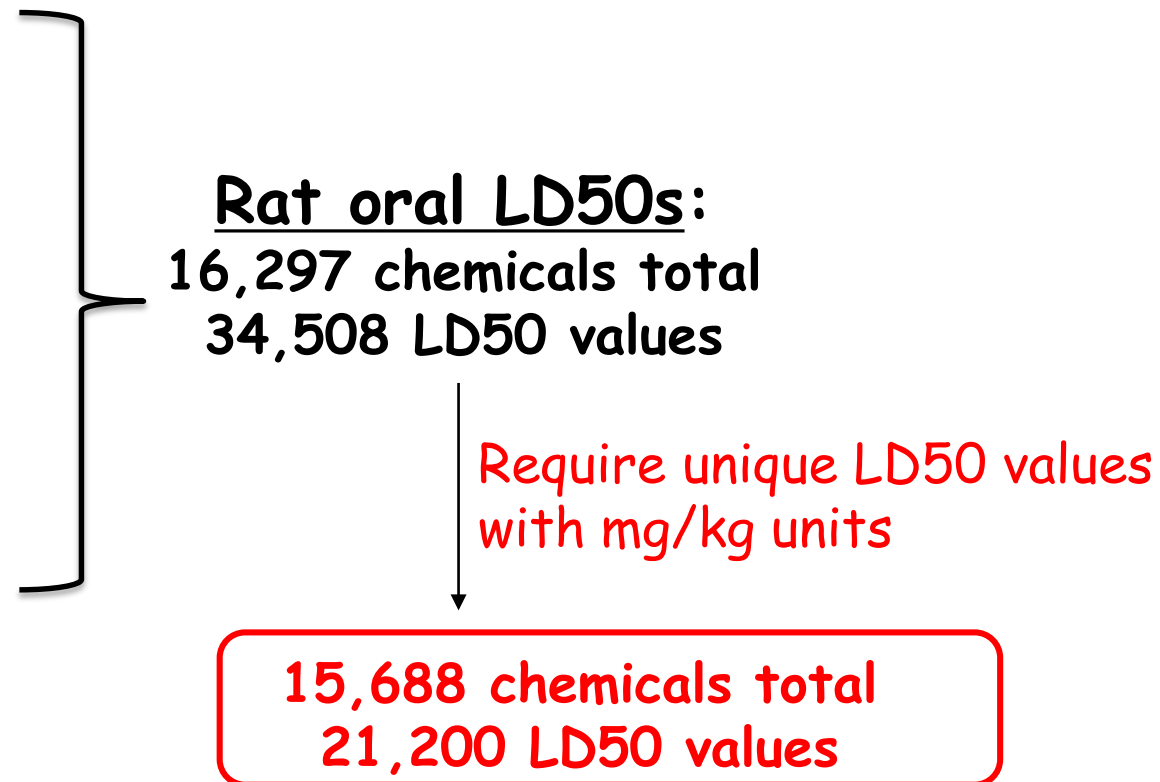 Rat oral LD50s:
16,297 chemicals total
34,508 LD50 values
Require unique LD50 values
with mg/kg units
15,688 chemicals total
21,200 LD50 values